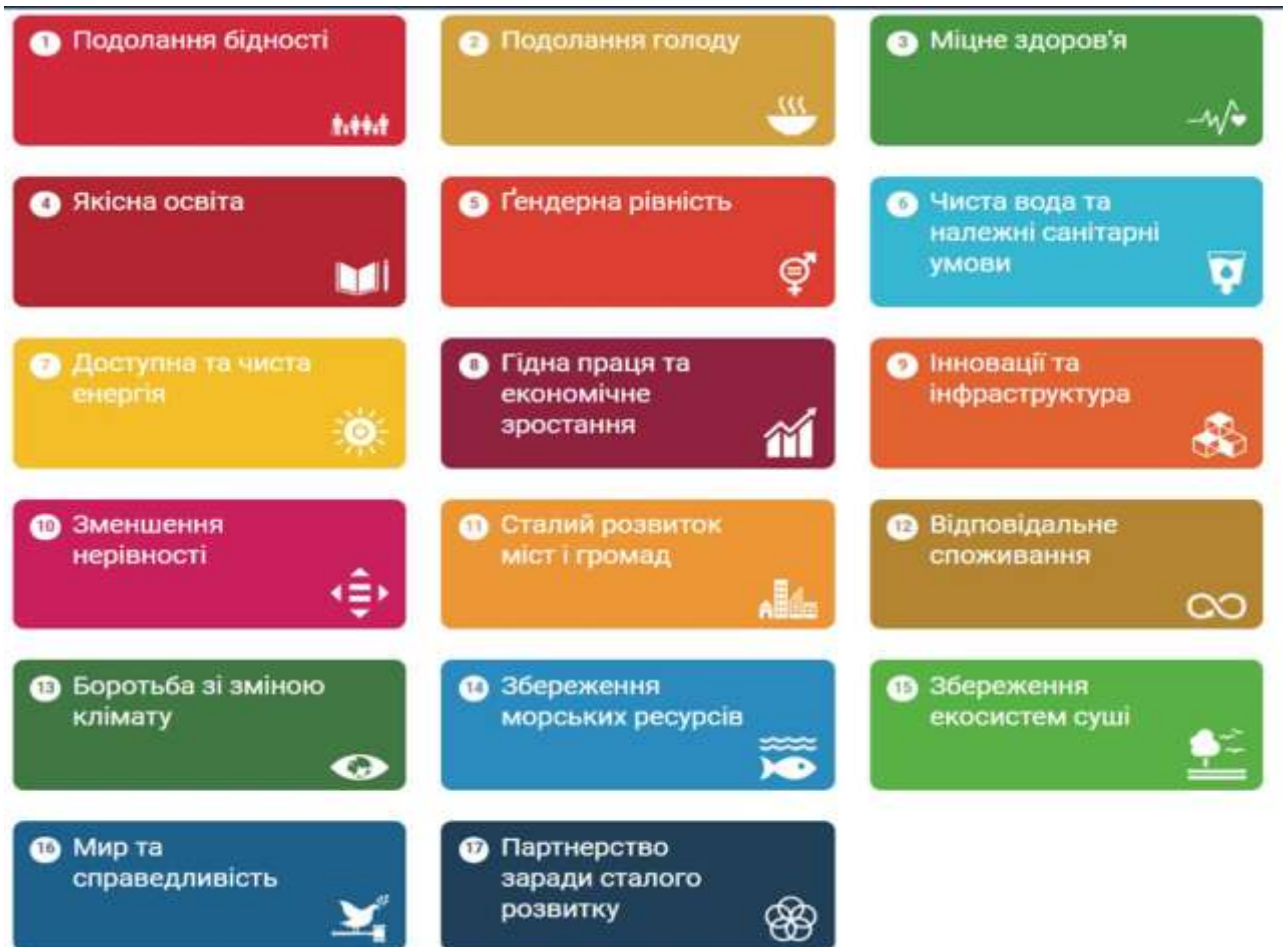 1 Подолання бідності
2 Подолання голоду
3 Міцне здоров'я
4 Якісна освіта
5 Ґендерна рівність
6 Чиста вода та
належні санітарні
умови
7 Доступна та чиста
енергія
8 Гідна праця та
економічне
зростання
9 Інновації та
інфраструктура
10 Зменшення
нерівності
11 Сталий розвиток
міст і громад
12 Відповідальне
споживання
13 Боротьба зі зміною
клімату
14 Збереження
морських ресурсів
15 Збереження
екосистем суші
16 Мир та
справедливість
17 Партнерство
заради сталого
розвитку